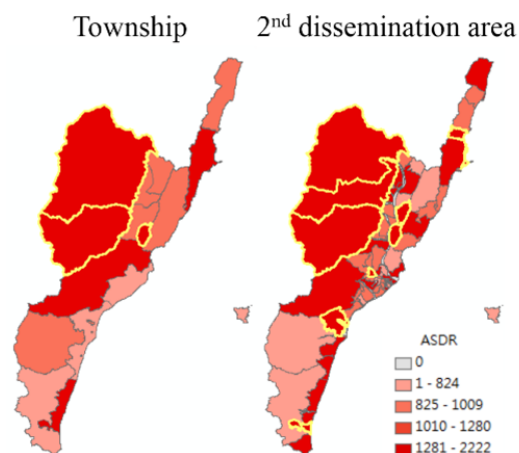 Township
2nd dissemination area
ASDR
0
1 - 824
825 - 1009
1010 - 1280
1281 - 2222